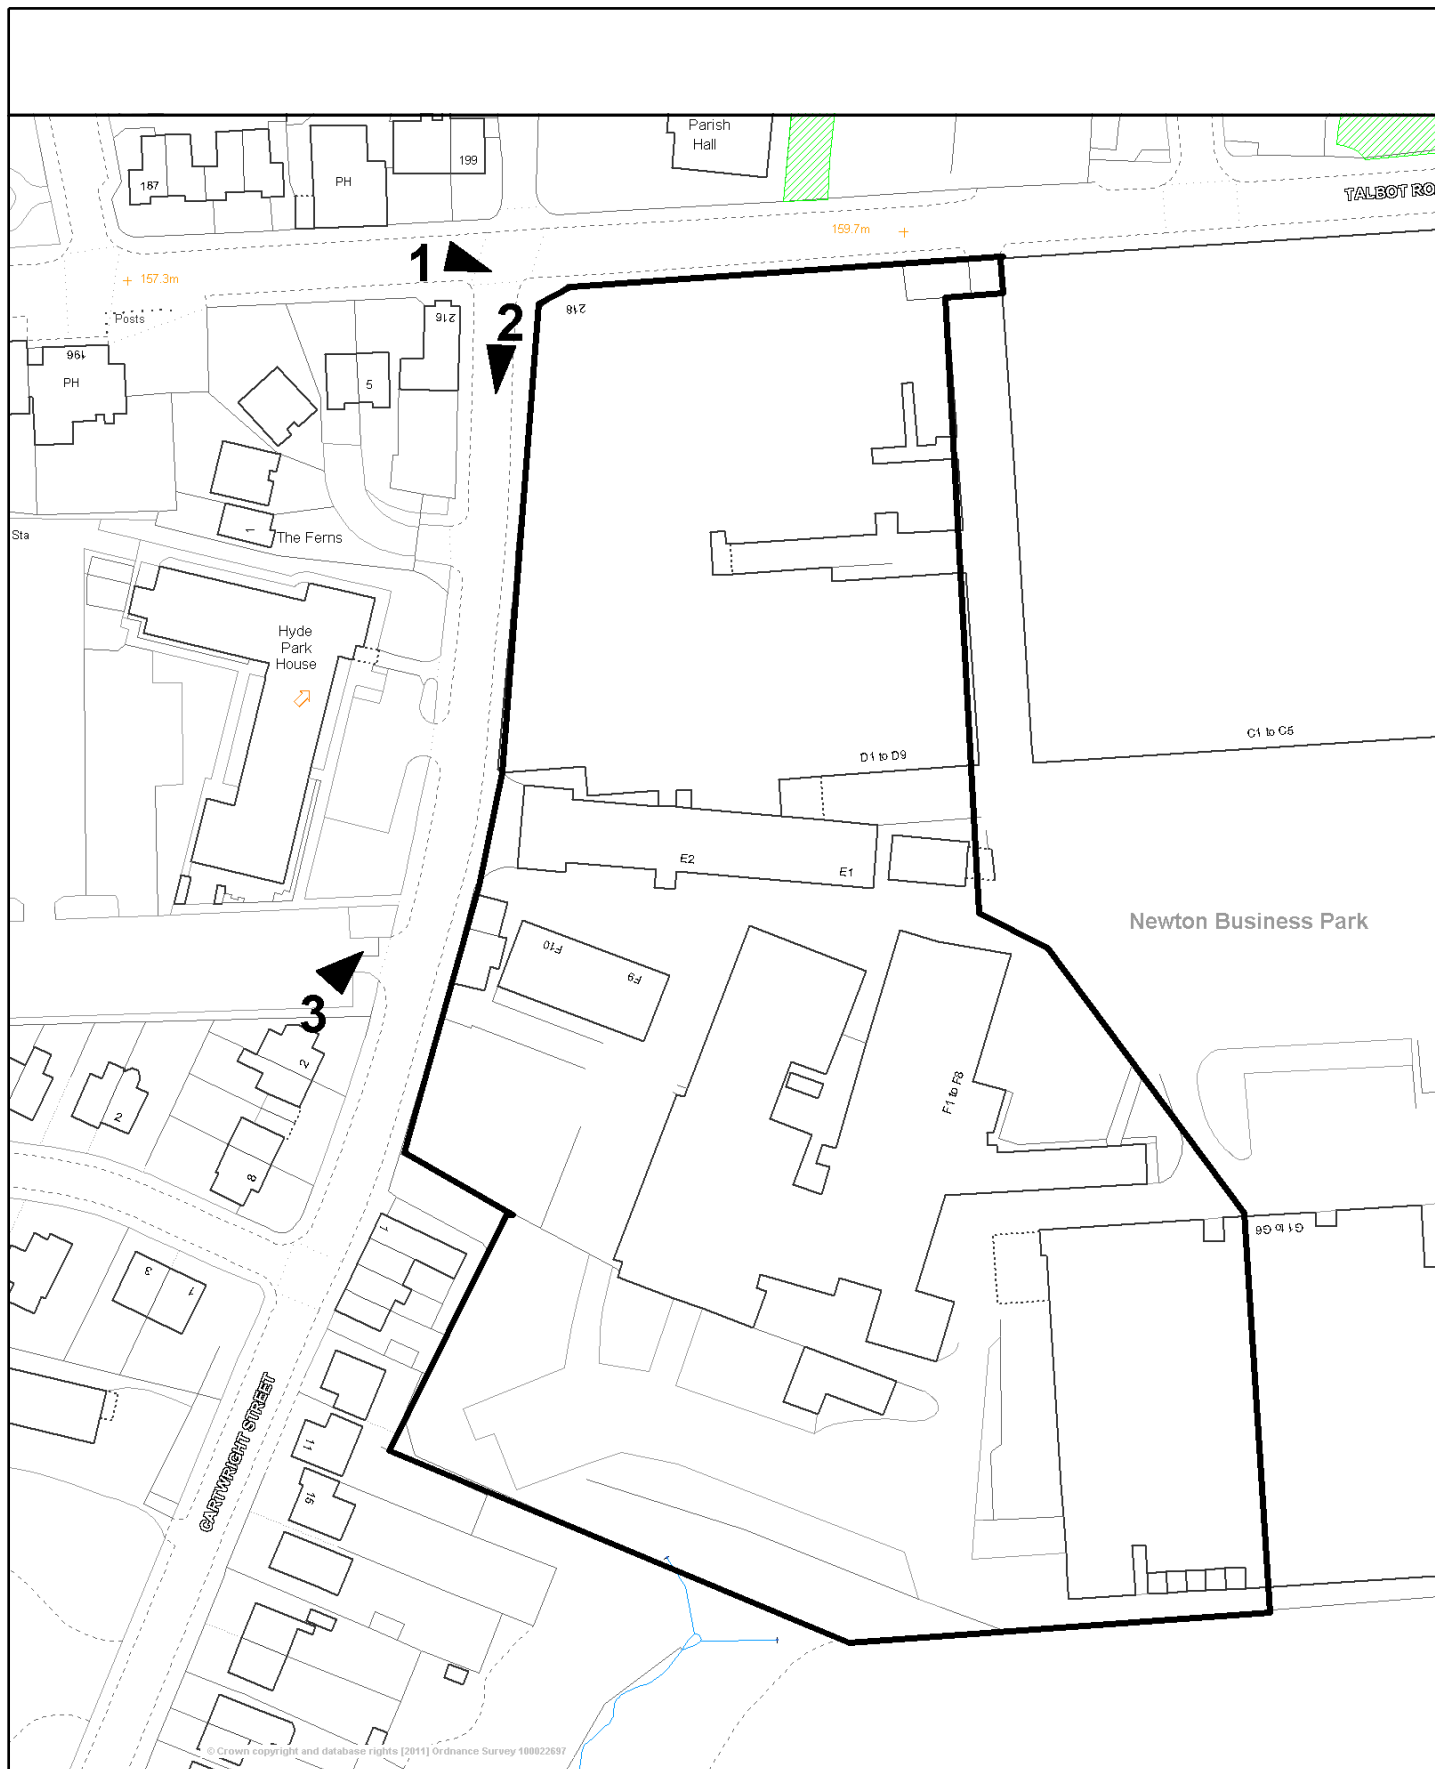 Parish
Hall
199
187
PH
TALBOT RO
159.7m
1
157.3m
218
2
216
Posts
196
PH
5
1
The Ferns
Sta
Hyde
Park
House
C1 to C5
D1 to D9
E2
E1
Newton Business Park
F10
F9
3
2
2
F1 to F8
8
1
G1 to G6
3
1
11
15
CARTWRIGHT STREET
© Crown copyright and database rights [2011] Ordnance Survey 100022697